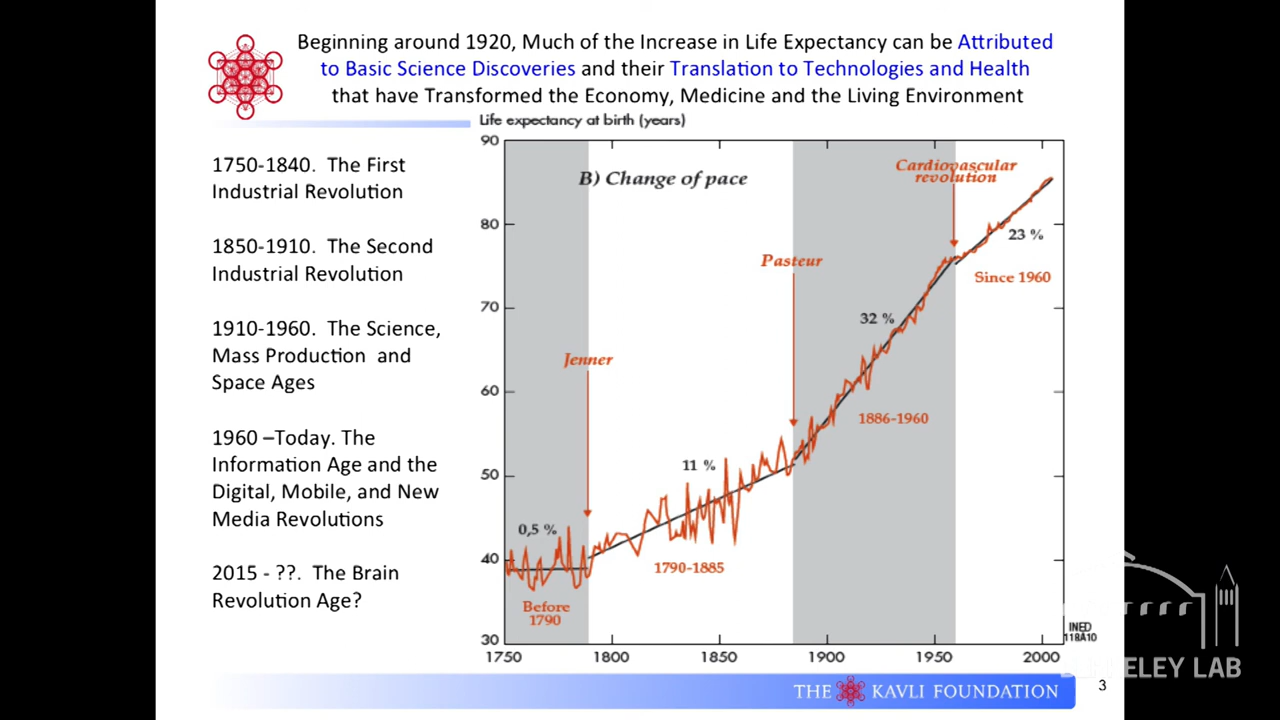 Beginning around 1920, Much of the Increase in Life Expectancy can be Attributed
to Basic Science Discoveries and their Translation to Technologies and Health
that have Transformed the Economy, Medicine and the Living Environment
1750-1840. The First
Industrial Revolution
1850-1910. The Second
Industrial Revolution
1910-1960. The Science,
Mass Production and
Space Ages
1960 –Today. The
Information Age and the
Digital, Mobile, and New
Media Revolutions
2015 - ??. The Brain
Revolution Age?
Life expectancy at birth (years)
90
80
70
60
50
40
30
B) Change of pace
Cardiovascular
revolution
23 %
Since 1960
Pasteur
32 %
1886-1960
Jenner
11 %
1790-1885
0,5 %
Before
1790
INED
118A10
1750
1800
1850
1900
1950
2000
THE KAVLI FOUNDATION
3
LAB